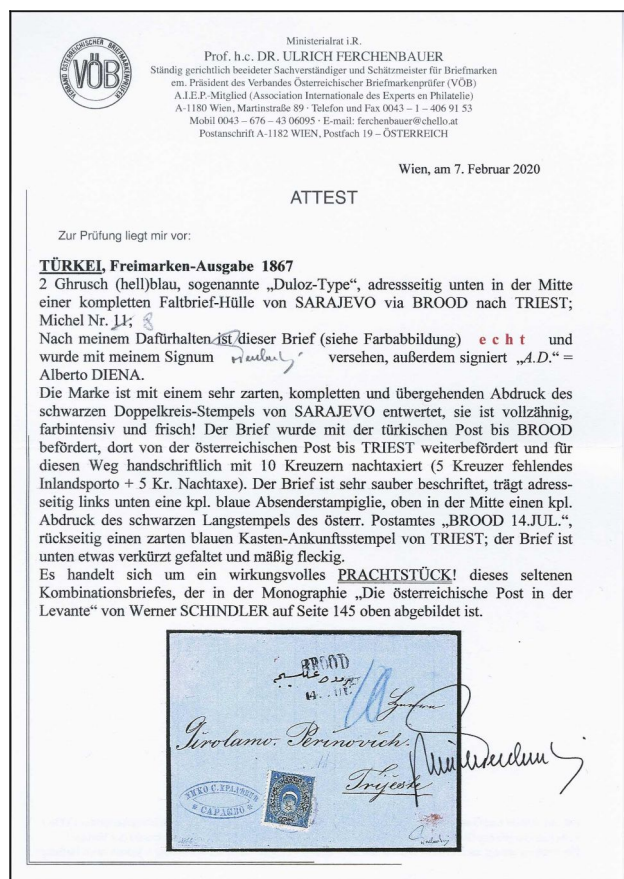 VERBAND ÖSTERREICHISCHER BRIEFMARKENPRÜFER
VÖB
Ministerialrat i.R.
Prof. h.c. DR. ULRICH FERCHENBAUER
Ständig gerichtlich beeideter Sachverständiger und Schätzmeister für Briefmarken
em. Präsident des Verbandes Österreichischer Briefmarkenprüfer (VÖB)
A.I.E.P.-Mitglied (Association Internationale des Experts en Philatelie)
A-1180 Wien, Martinstraße 89 · Telefon und Fax 0043 – 1 – 406 91 53
Mobil 0043 – 676 – 43 06095 · E-mail: ferchenbauer@chello.at
Postanschrift A-1182 WIEN, Postfach 19 – ÖSTERREICH
Wien, am 7. Februar 2020
ATTEST
Zur Prüfung liegt mir vor:
TÜRKEI, Freimarken-Ausgabe 1867
2 Ghrusch (hell)blau, sogenannte „Duloz-Type“, adressseitig unten in der Mitte
einer kompletten Faltbrief-Hülle von SARAJEVO via BROOD nach TRIEST;
Michel Nr. 11; 8
Nach meinem Dafürhalten ist dieser Brief (siehe Farbabbildung) echt und
wurde mit meinem Signum versehen, außerdem signiert „A.D.“ =
Alberto DIENA.
Die Marke ist mit einem sehr zarten, kompletten und übergehenden Abdruck des
schwarzen Doppelkreis-Stempels von SARAJEVO entwertet, sie ist vollzähnig,
farbintensiv und frisch! Der Brief wurde mit der türkischen Post bis BROOD
befördert, dort von der österreichischen Post bis TRIEST weiterbefördert und für
diesen Weg handschriftlich mit 10 Kreuzern nachtaxiert (5 Kreuzer fehlendes
Inlandsporto + 5 Kr. Nachtaxe). Der Brief ist sehr sauber beschriftet, trägt adress-
seitig links unten eine kpl. blaue Absenderstampiglie, oben in der Mitte einen kpl.
Abdruck des schwarzen Langstempels des österr. Postamtes „BROOD 14.JUL.“,
rückseitig einen zarten blauen Kasten-Ankunftsstempel von TRIEST; der Brief ist
unten etwas verkürzt gefaltet und mäßig fleckig.
Es handelt sich um ein wirkungsvolles PRACHTSTÜCK! dieses seltenen
Kombinationsbriefes, der in der Monographie „Die österreichische Post in der
Levante“ von Werner SCHINDLER auf Seite 145 oben abgebildet ist.
BROOD
14
10
Herrn
Girolamo Perinovich
Trijeste
САРАЕВО